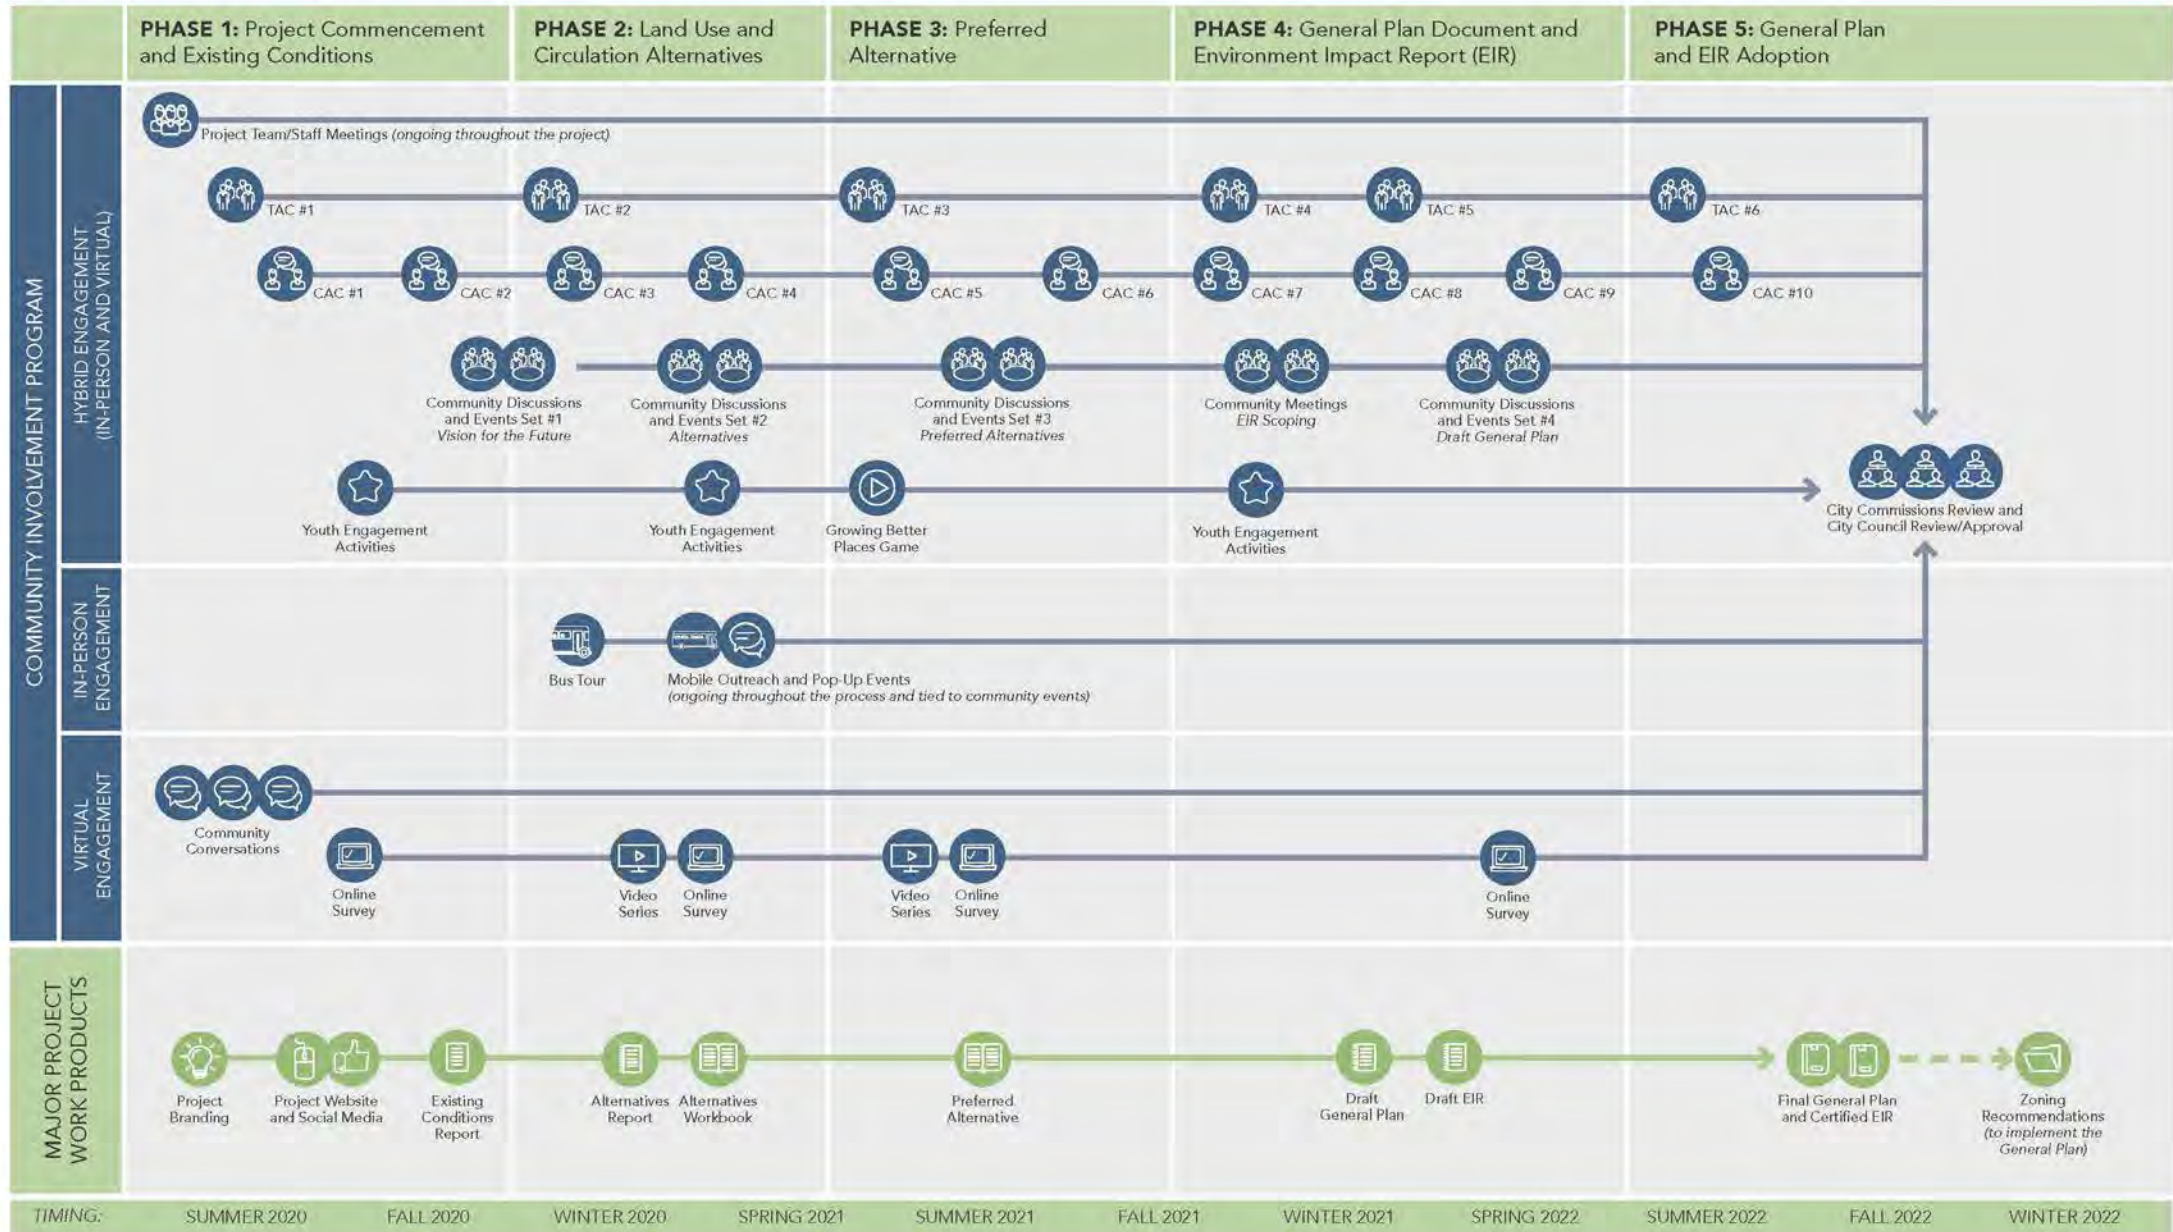 PHASE 1: Project Commencement
and Existing Conditions
PHASE 2: Land Use and
Circulation Alternatives
PHASE 3: Preferred
Alternative
PHASE 4: General Plan Document and
Environment Impact Report (EIR)
PHASE 5: General Plan
and EIR Adoption
COMMUNITY INVOLVEMENT PROGRAM
HYBRID ENGAGEMENT
(IN-PERSON AND VIRTUAL)
Project Team/Staff Meetings (ongoing throughout the project)
TAC #1
TAC #2
TAC #3
TAC #4
TAC #5
TAC #6
CAC #1
CAC #2
CAC #3
CAC #4
CAC #5
CAC #6
CAC #7
CAC #8
CAC #9
CAC #10
Community Discussions
and Events Set #1
Vision for the Future
Community Discussions
and Events Set #2
Alternatives
Community Discussions
and Events Set #3
Preferred Alternatives
Community Meetings
EIR Scoping
Community Discussions
and Events Set #4
Draft General Plan
Youth Engagement
Activities
Youth Engagement
Activities
Growing Better
Places Game
Youth Engagement
Activities
City Commissions Review and
City Council Review/Approval
IN-PERSON
ENGAGEMENT
Bus Tour
Mobile Outreach and Pop-Up Events
(ongoing throughout the process and tied to community events)
VIRTUAL
ENGAGEMENT
Community
Conversations
Online
Survey
Video
Series
Online
Survey
Video
Series
Online
Survey
Online
Survey
MAJOR PROJECT
WORK PRODUCTS
Project
Branding
Project Website
and Social Media
Existing
Conditions
Report
Alternatives
Report
Alternatives
Workbook
Preferred
Alternative
Draft
General Plan
Draft EIR
Final General Plan
and Certified EIR
Zoning
Recommendations
(to implement the
General Plan)
TIMING:
SUMMER 2020
FALL 2020
WINTER 2020
SPRING 2021
SUMMER 2021
FALL 2021
WINTER 2021
SPRING 2022
SUMMER 2022
FALL 2022
WINTER 2022